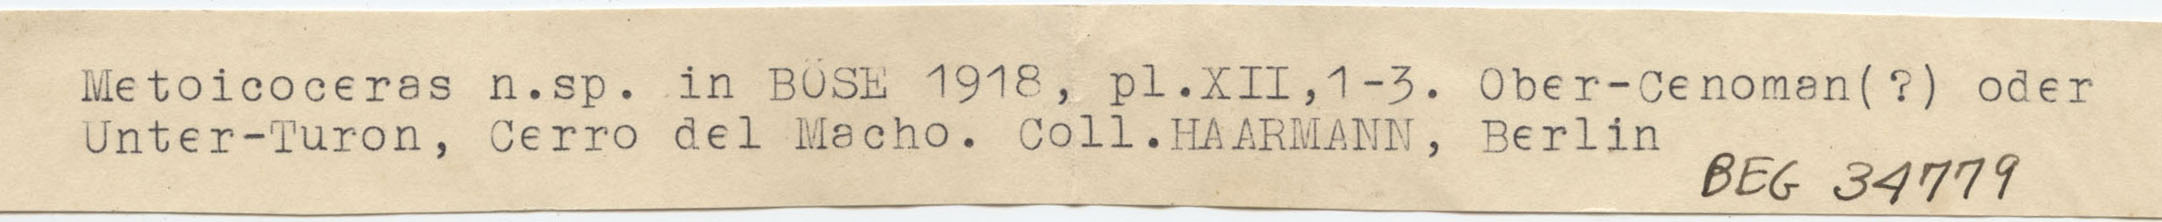 Metoicoceras n.sp. in BÖSE 1918, pl.XII,1-3. Ober-Cenoman(?) oder
Unter-Turon, Cerro del Macho. Coll.HAARMANN, Berlin
BEG 34779